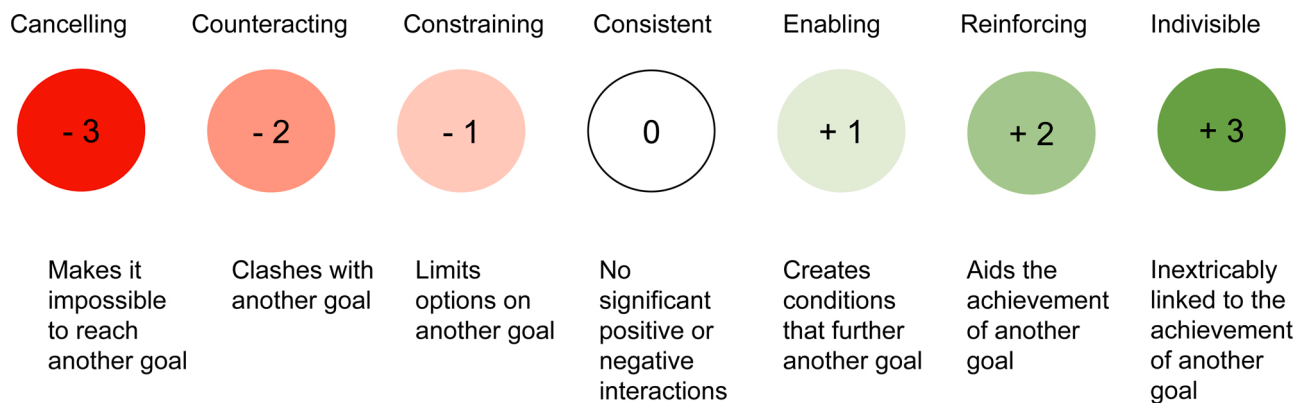 Cancelling Counteracting Constraining Consistent Enabling Reinforcing Indivisible
- 3 - 2 - 1 0 + 1 + 2 + 3
Makes it
impossible
to reach
another goal
Clashes with
another goal
Limits
options on
another goal
No
significant
positive or
negative
interactions
Creates
conditions
that further
another goal
Aids the
achievement
of another
goal
Inextricably
linked to the
achievement
of another
goal